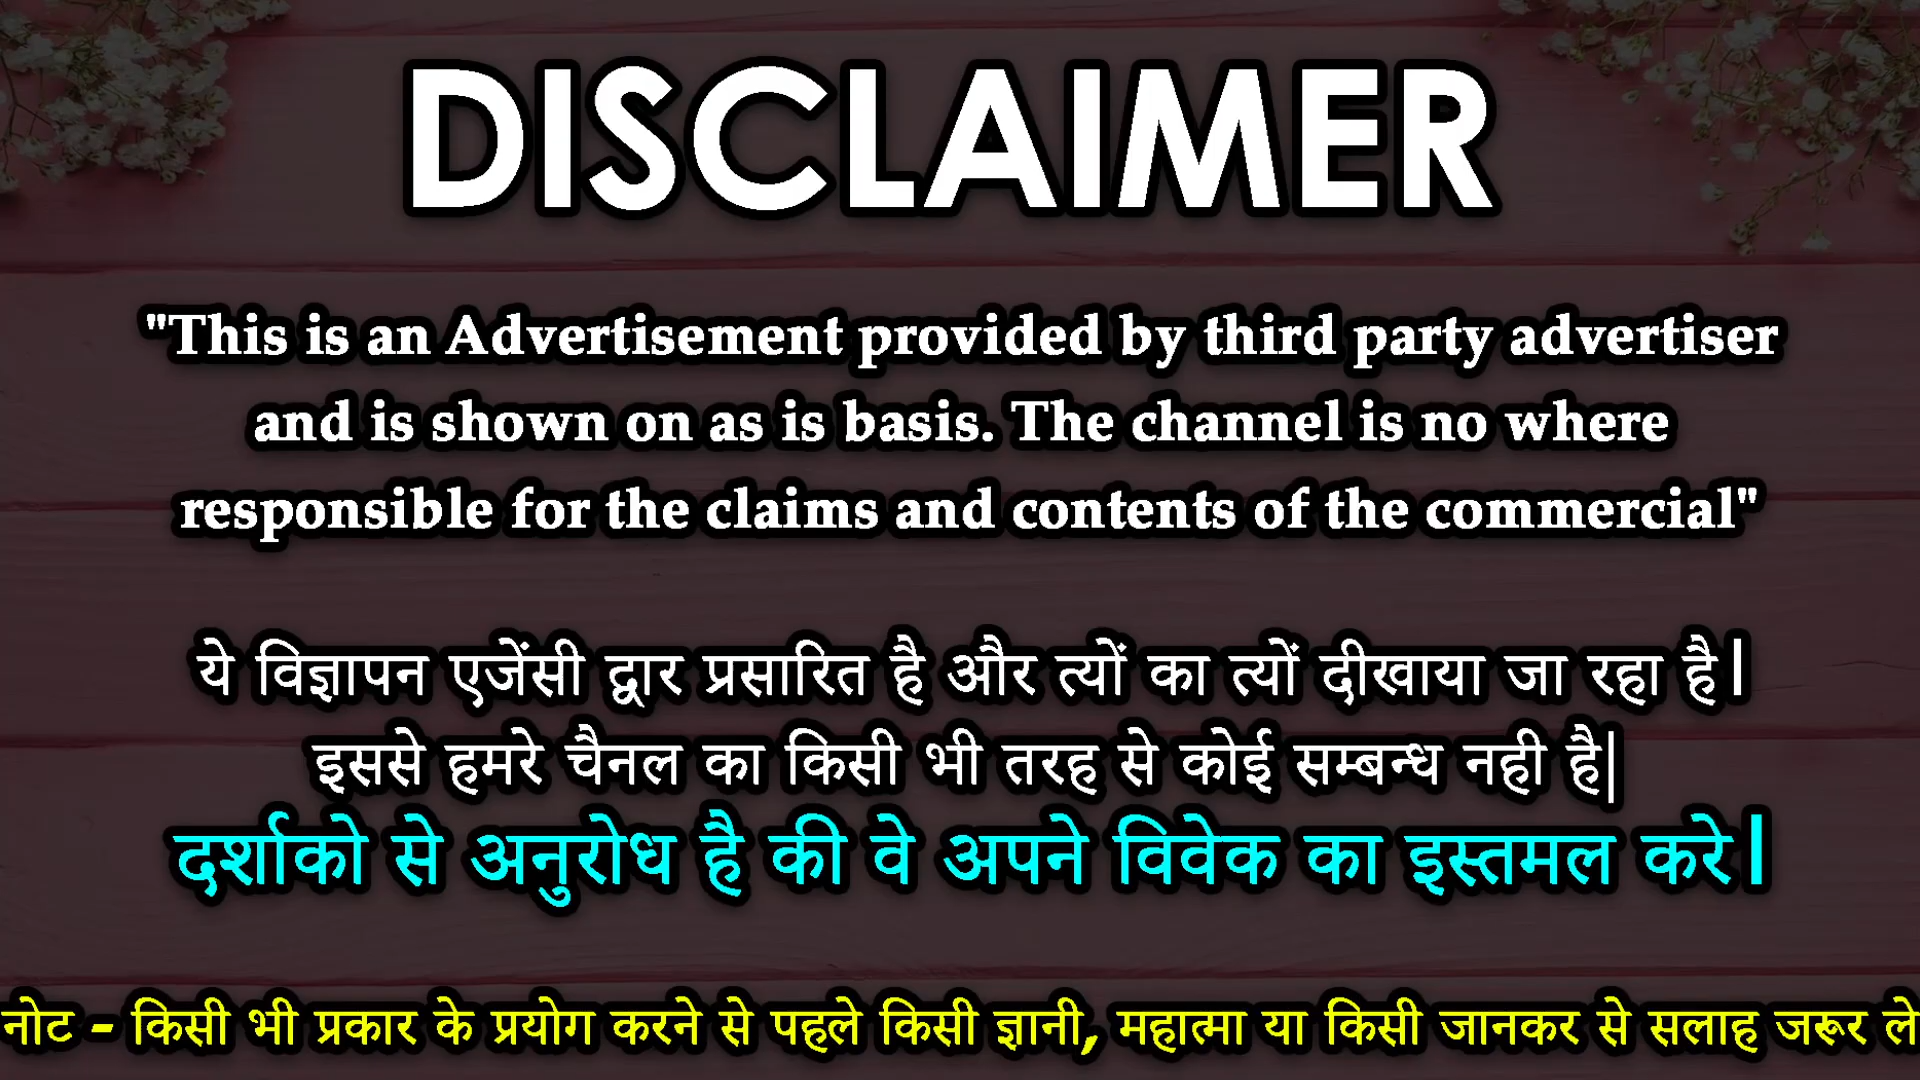 DISCLAIMER
"This is an Advertisement provided by third party advertiser
and is shown on as is basis. The channel is no where
responsible for the claims and contents of the commercial"
ये विज्ञापन एजेंसी द्वार प्रसारित है और त्यों का त्यों दीखाया जा रहा है।
इससे हमरे चैनल का किसी भी तरह से कोई सम्बन्ध नही है|
दर्शाको से अनुरोध है की वे अपने विवेक का इस्तमल करे।
नोट - किसी भी प्रकार के प्रयोग करने से पहले किसी ज्ञानी, महात्मा या किसी जानकर से सलाह जरूर ले